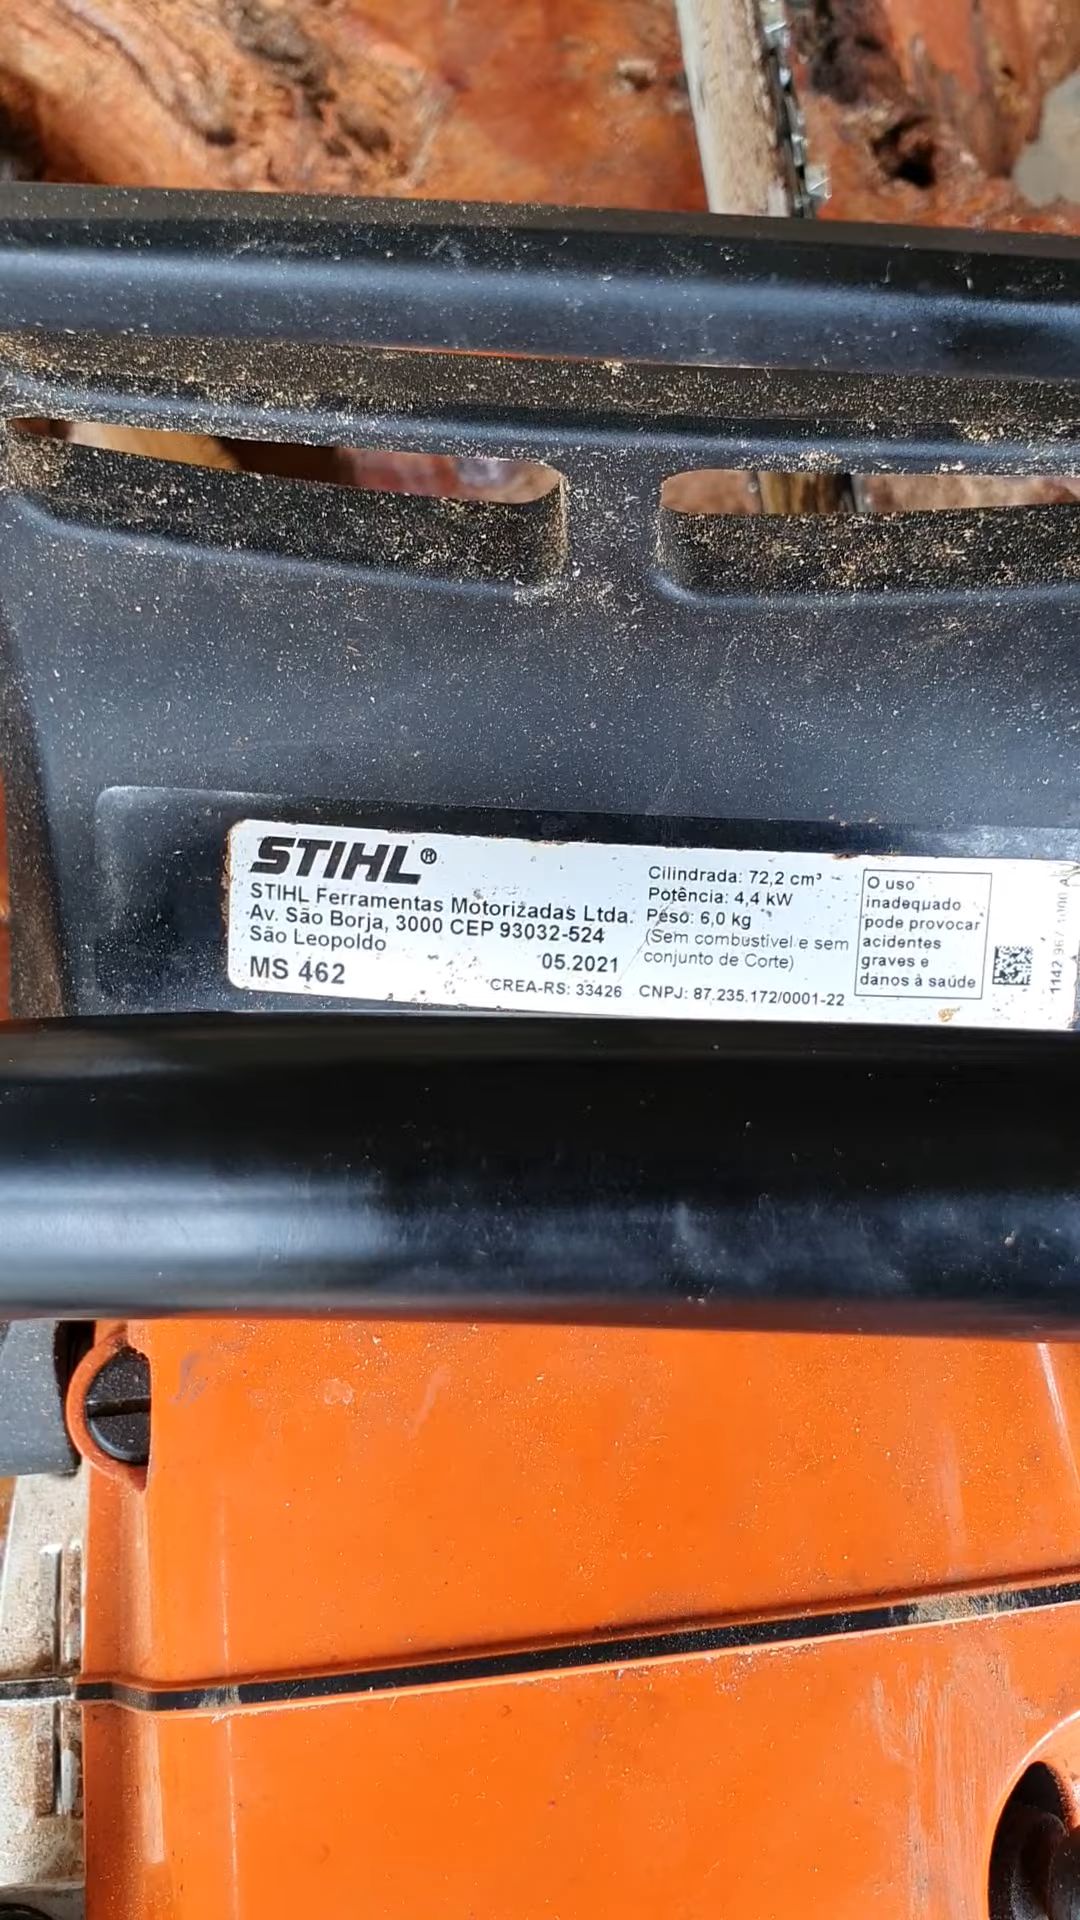 STIHL®
STIHL Ferramentas Motorizadas Ltda.
Av. São Borja, 3000 CEP 93032-524
São Leopoldo
05.2021
MS 462
CREA-RS: 33426 CNPJ: 87.235.172/0001-22
Cilindrada: 72,2 cm³
Potência: 4,4 kW
Peso: 6,0 kg
(Sem combustível e sem
conjunto de Corte)
O uso
inadequado
pode provocar
acidentes
graves e
danos à saúde
1142 967